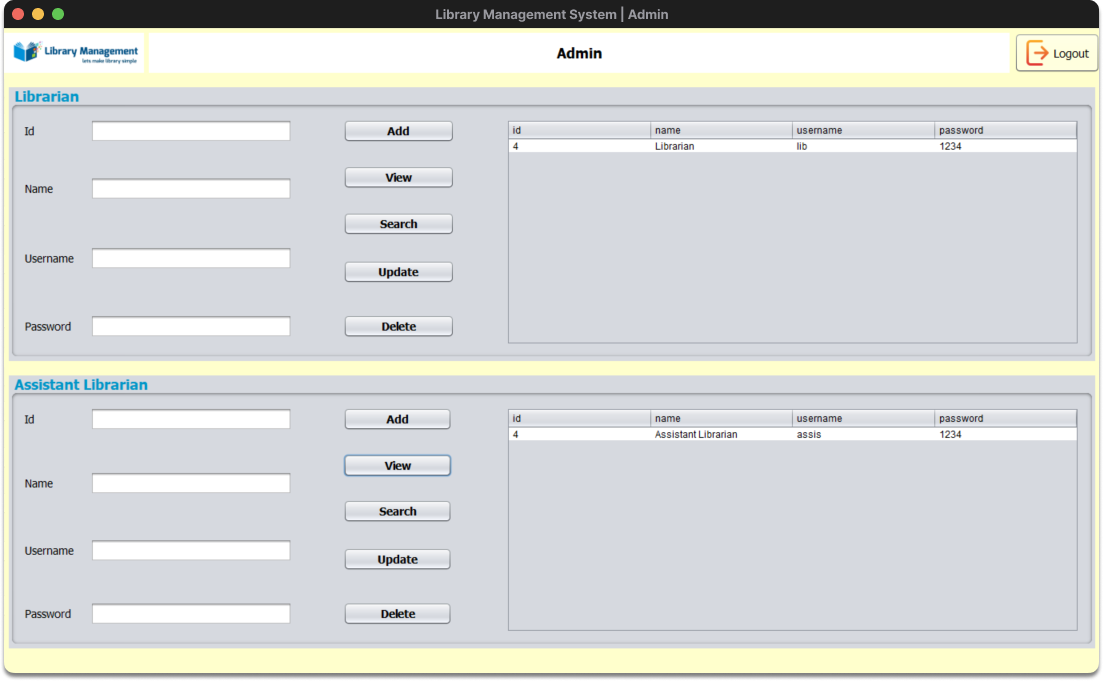 Library Management System | Admin
Library Management
lets make library simple
Admin
Logout
Librarian
Id
Add
id name username password
4 Librarian lib 1234
View
Name
Search
Username
Update
Password
Delete
Assistant Librarian
Id
Add
id name username password
4 Assistant Librarian assis 1234
View
Name
Search
Username
Update
Password
Delete